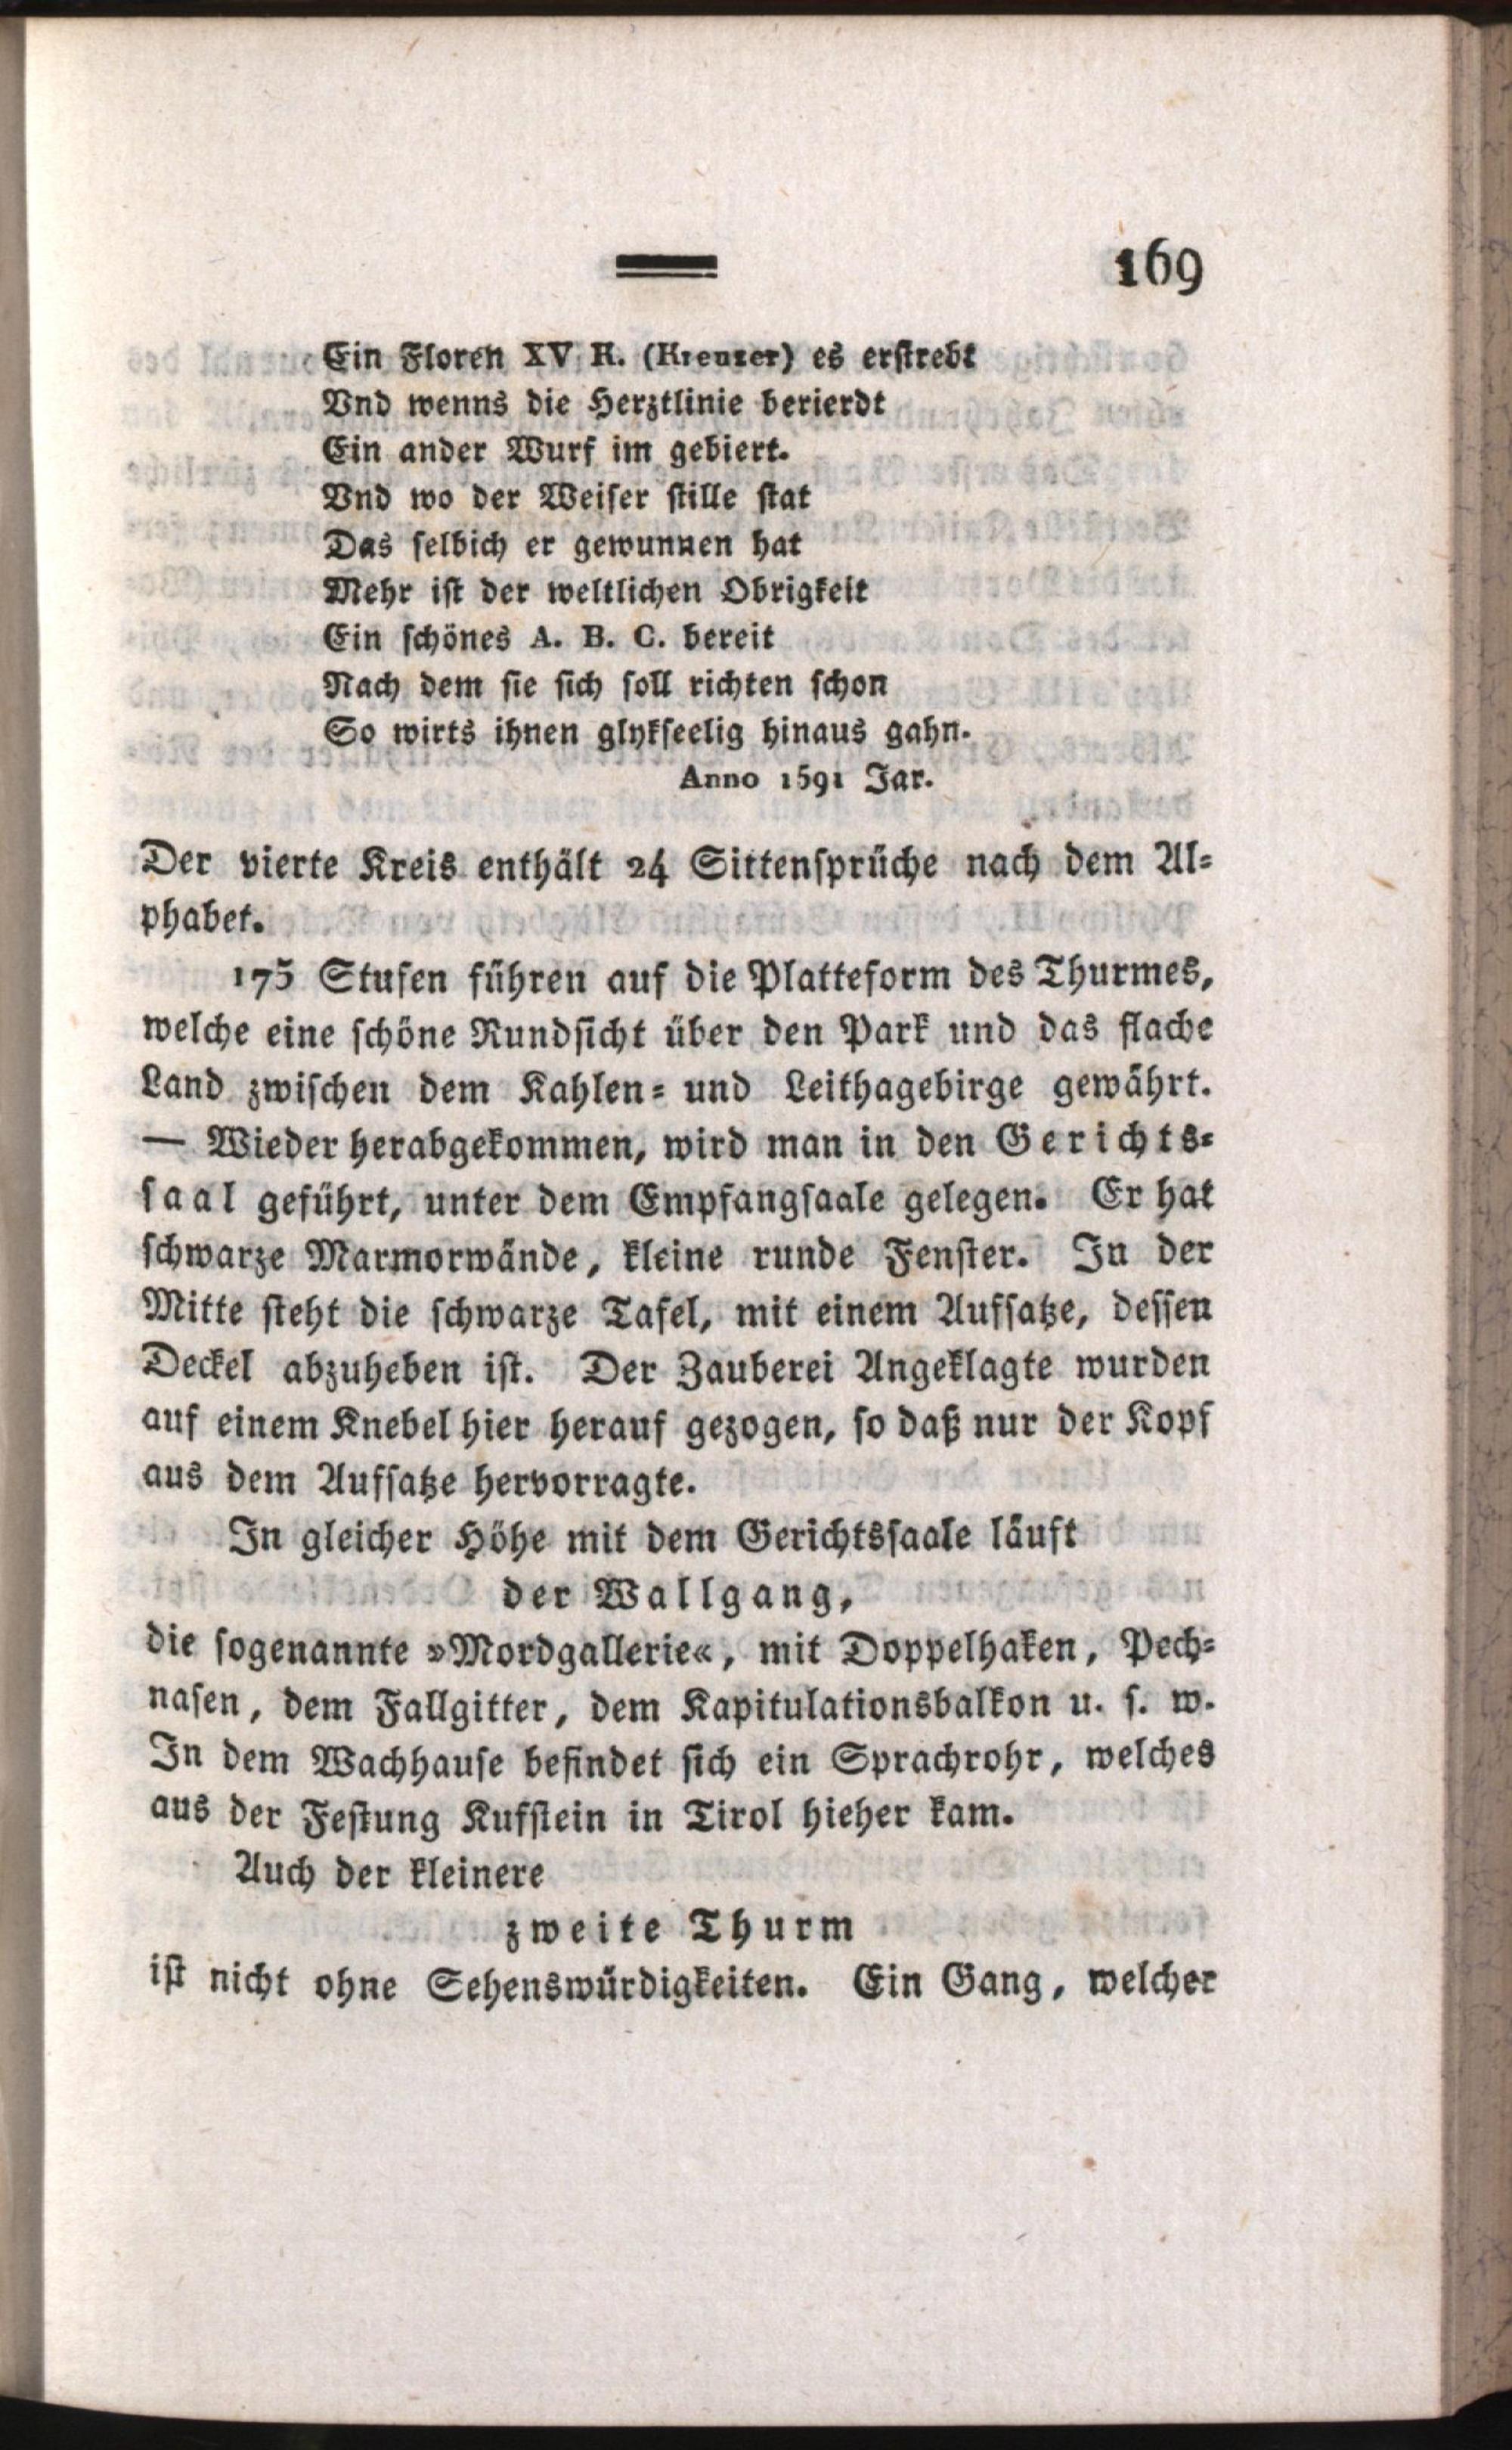 169
Ein Floren XV K. (Kreuzer) es erstrebt
Vnd wenns die Herztlinie berierdt
Ein ander Wurf im gebiert.
Vnd wo der Weiser stille stat
Das selbich er gewunnen hat
Mehr ist der weltlichen Obrigkeit
Ein schönes A. B. C. bereit
Nach dem sie sich soll richten schon
So wirts ihnen glykseelig hinaus gahn.
Anno 1591 Jar.
Der vierte Kreis enthält 24 Sittensprüche nach dem Al-
phabet.
175 Stufen führen auf die Platteform des Thurmes,
welche eine schöne Rundsicht über den Park und das flache
Land zwischen dem Kahlen- und Leithagebirge gewährt.
— Wieder herabgekommen, wird man in den Gerichts-
saal geführt, unter dem Empfangsaale gelegen. Er hat
schwarze Marmorwände, kleine runde Fenster. In der
Mitte steht die schwarze Tafel, mit einem Aufsatze, dessen
Deckel abzuheben ist. Der Zauberei Angeklagte wurden
auf einem Knebel hier herauf gezogen, so daß nur der Kopf
aus dem Aufsatze hervorragte.
In gleicher Höhe mit dem Gerichtssaale läuft
der Wallgang,
die sogenannte »Mordgallerie«, mit Doppelhaken, Pech-
nasen, dem Fallgitter, dem Kapitulationsbalkon u. s. w.
In dem Wachhause befindet sich ein Sprachrohr, welches
aus der Festung Kufstein in Tirol hieher kam.
Auch der kleinere
zweite Thurm
ist nicht ohne Sehenswürdigkeiten. Ein Gang, welcher